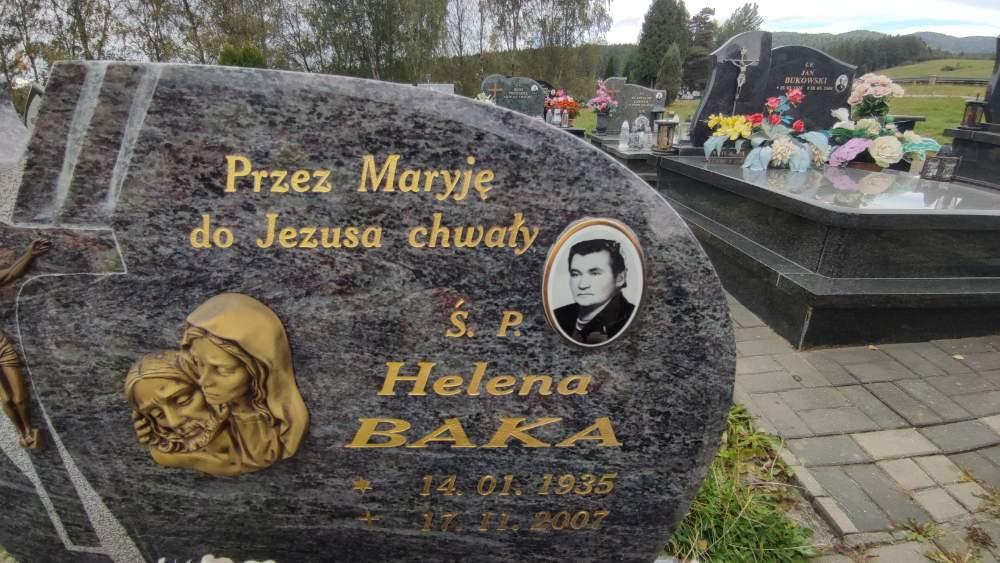 Przez Maryję
do Jezusa chwały
Ś. P.
Helena
BAKA
* 14. 01. 1935
+ 17. 11. 2007
Ś.P.
JAN
BUKOWSKI